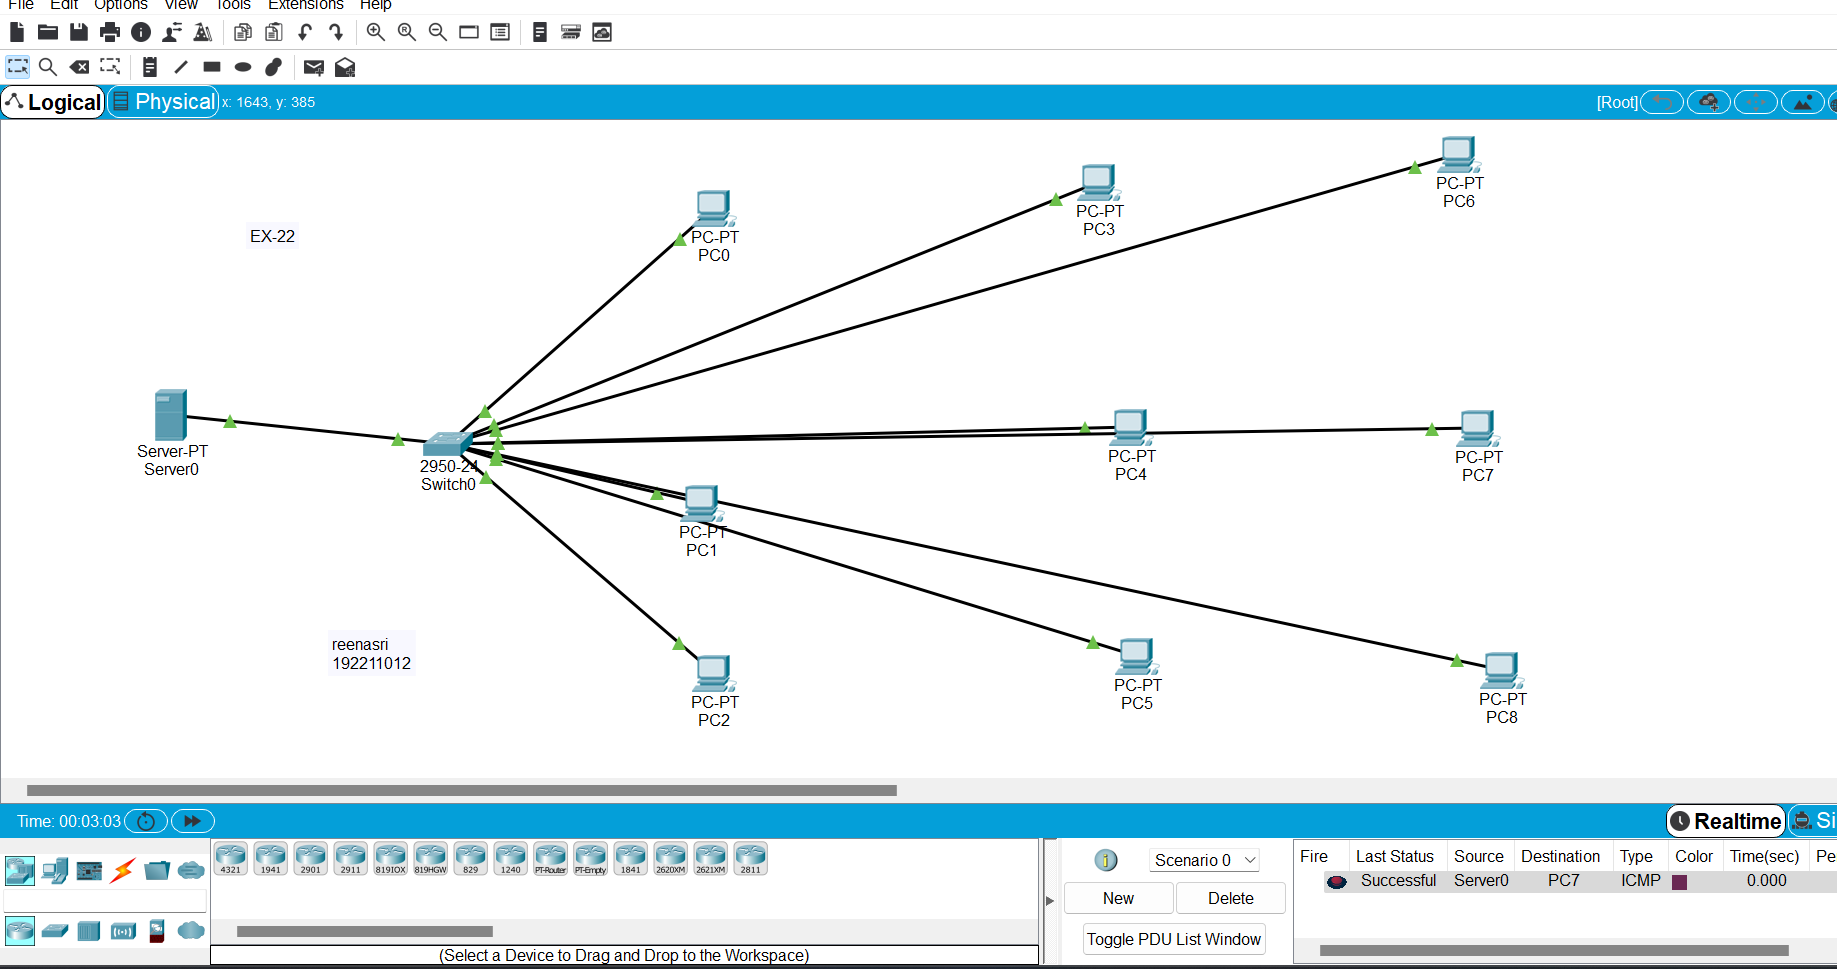 File Edit Options View Tools Extensions Help
Logical Physical x: 1643, y: 385 [Root]
EX-22
PC-PT
PC0
PC-PT
PC3
PC-PT
PC6
Server-PT
Server0
2950-24
Switch0
PC-PT
PC4
PC-PT
PC7
PC-PT
PC1
reenasri
192211012
PC-PT
PC2
PC-PT
PC5
PC-PT
PC8
Time: 00:03:03
Realtime Si
4321 1941 2901 2911 819IOX 819HGW 829 1240 PT-Router PT-Empty 1841 2620XM 2621XM 2811
(Select a Device to Drag and Drop to the Workspace)
Scenario 0
New Delete
Toggle PDU List Window
Fire Last Status Source Destination Type Color Time(sec) Pe
Successful Server0 PC7 ICMP 0.000